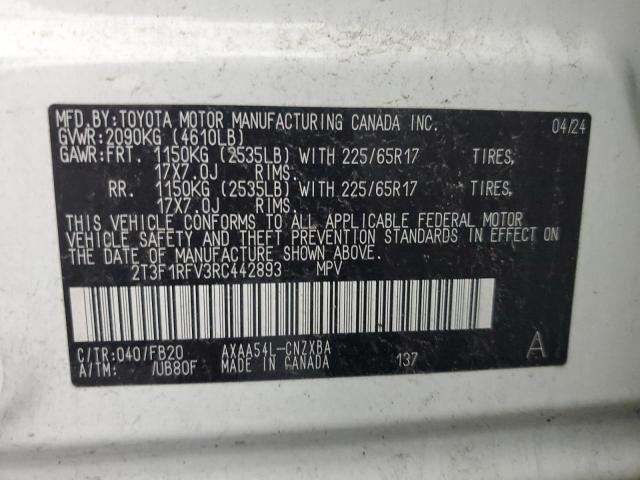 MFD.BY:TOYOTA MOTOR MANUFACTURING CANADA INC. 04/24
GVWR:2090KG (4610LB)
GAWR:FRT. 1150KG (2535LB) WITH 225/65R17 TIRES,
17X7.0J RIMS,
RR. 1150KG (2535LB) WITH 225/65R17 TIRES,
17X7.0J RIMS,
THIS VEHICLE CONFORMS TO ALL APPLICABLE FEDERAL MOTOR
VEHICLE SAFETY AND THEFT PREVENTION STANDARDS IN EFFECT ON
THE DATE OF MANUFACTURE SHOWN ABOVE.
2T3F1RFV3RC442893 MPV
C/TR:040/FB20 AXAA54L-CNZXBA
A/TM: /UB80F MADE IN CANADA 137 A